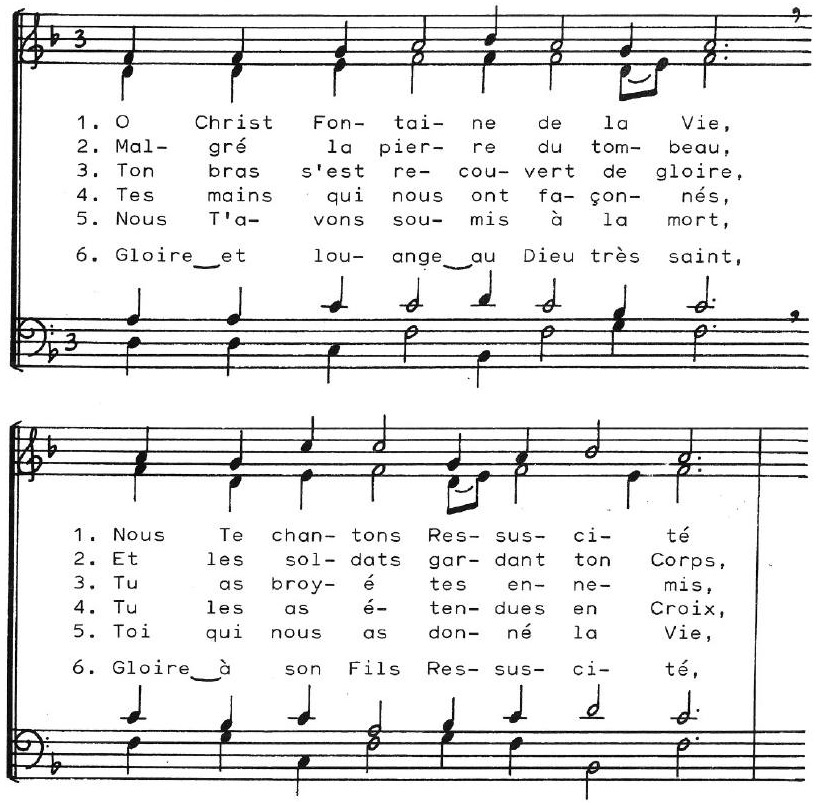 3
1. O Christ Fon- tai- ne de la Vie,
2. Mal- gré la pier- re du tom- beau,
3. Ton bras s'est re- cou- vert de gloire,
4. Tes mains qui nous ont fa- çon- nés,
5. Nous T'a- vons sou- mis à la mort,
6. Gloire‿et lou- ange‿au Dieu très saint,
3
1. Nous Te chan- tons Res- sus- ci- té
2. Et les sol- dats gar- dant ton Corps,
3. Tu as broy- é tes en- ne- mis,
4. Tu les as é- ten- dues en Croix,
5. Toi qui nous as don- né la Vie,
6. Gloire‿à son Fils Res- sus- ci- té,